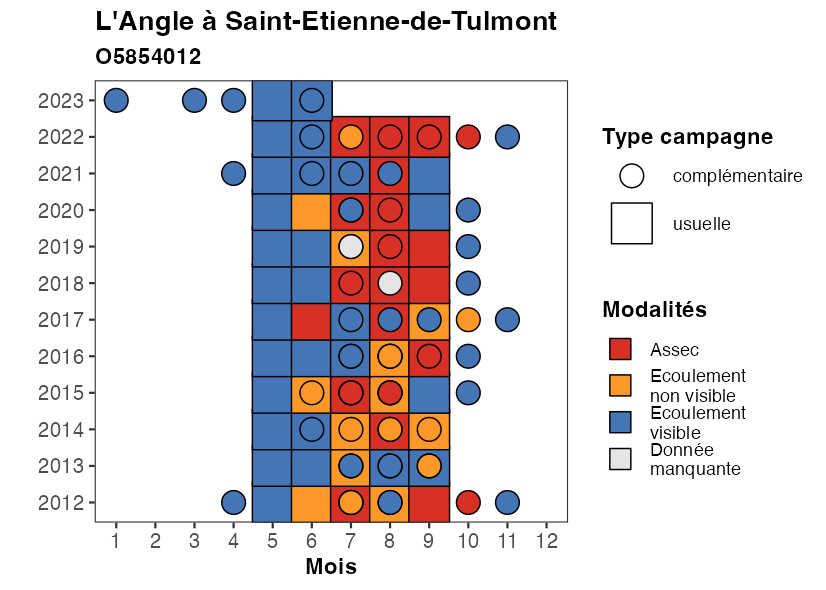 L'Angle à Saint-Etienne-de-Tulmont
O5854012
2023
2022
2021
2020
2019
2018
2017
2016
2015
2014
2013
2012
1 2 3 4 5 6 7 8 9 10 11 12
Mois
Type campagne
complémentaire
usuelle
Modalités
Assec
Ecoulement
non visible
Ecoulement
visible
Donnée
manquante